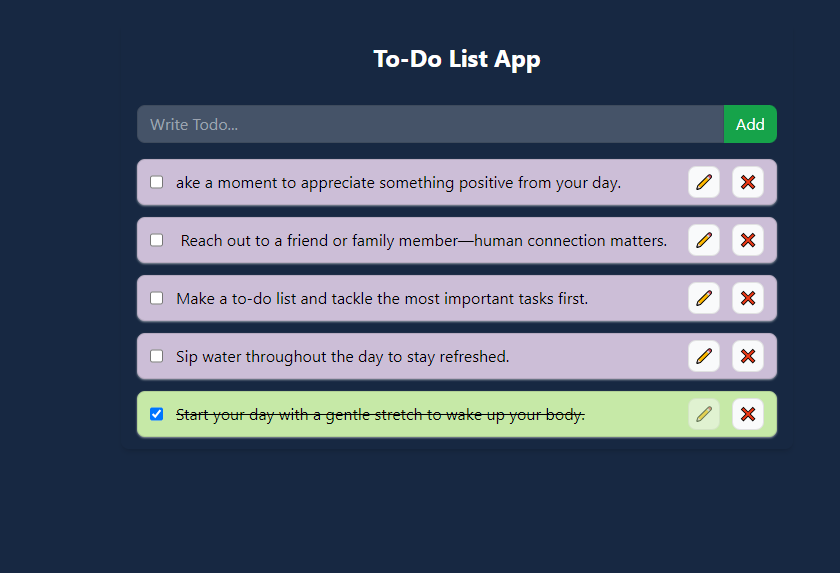 To-Do List App
Write Todo...
Add
ake a moment to appreciate something positive from your day.
Reach out to a friend or family member—human connection matters.
Make a to-do list and tackle the most important tasks first.
Sip water throughout the day to stay refreshed.
Start your day with a gentle stretch to wake up your body.